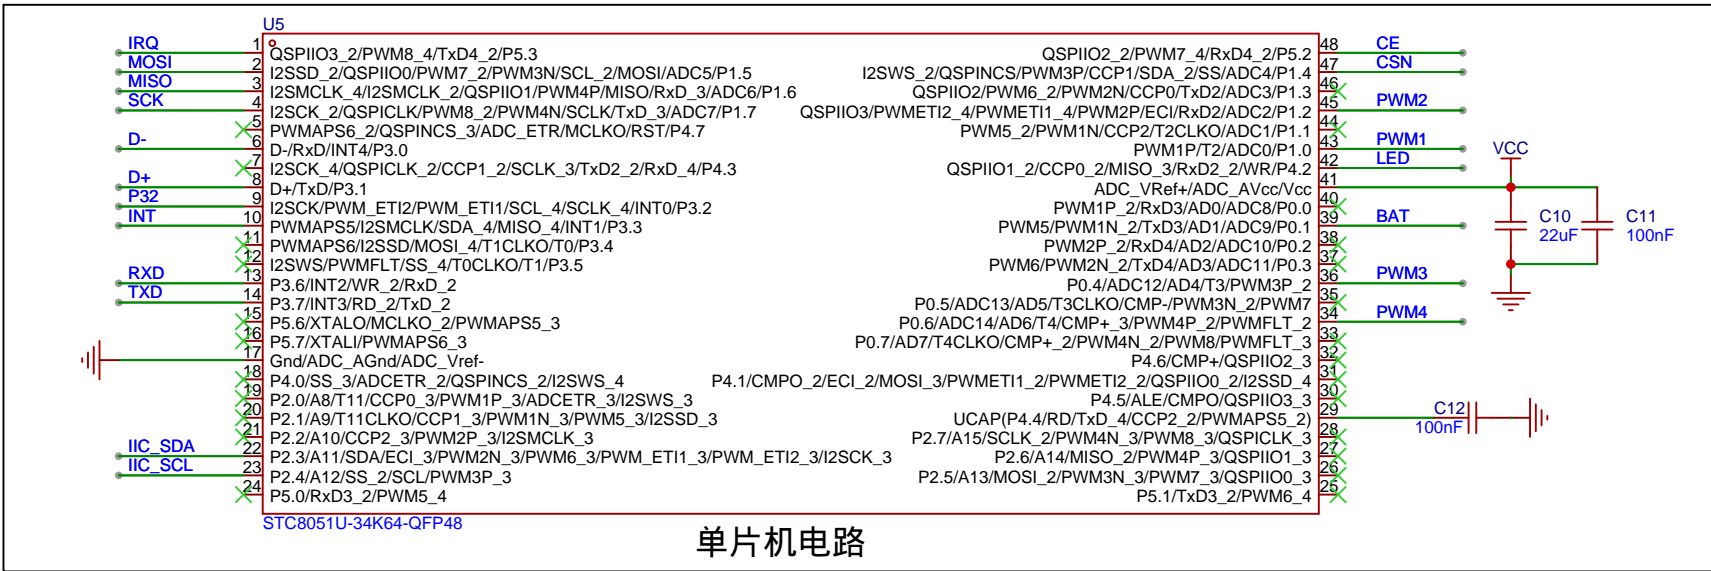 U5
IRQ 1 QSPIIO3_2/PWM8_4/TxD4_2/P5.3
MOSI 2 I2SSD_2/QSPIIO0/PWM7_2/PWM3N/SCL_2/MOSI/ADC5/P1.5
MISO 3 I2SMCLK_4/I2SMCLK_2/QSPIIO1/PWM4P/MISO/RxD_3/ADC6/P1.6
SCK 4 I2SCK_2/QSPICLK/PWM8_2/PWM4N/SCLK/TxD_3/ADC7/P1.7
5 PWMAPS6_2/QSPINCS_3/ADC_ETR/MCLKO/RST/P4.7
D- 6 D-/RxD/INT4/P3.0
7 I2SCK_4/QSPICLK_2/CCP1_2/SCLK_3/TxD2_2/RxD_4/P4.3
D+ 8 D+/TxD/P3.1
P32 9 I2SCK/PWM_ETI2/PWM_ETI1/SCL_4/SCLK_4/INT0/P3.2
INT 10 PWMAPS5/I2SMCLK/SDA_4/MISO_4/INT1/P3.3
11 PWMAPS6/I2SSD/MOSI_4/T1CLKO/T0/P3.4
12 I2SWS/PWMFLT/SS_4/T0CLKO/T1/P3.5
RXD 13 P3.6/INT2/WR_2/RxD_2
TXD 14 P3.7/INT3/RD_2/TxD_2
15 P5.6/XTALO/MCLKO_2/PWMAPS5_3
16 P5.7/XTALI/PWMAPS6_3
17 Gnd/ADC_AGnd/ADC_Vref-
18 P4.0/SS_3/ADCETR_2/QSPINCS_2/I2SWS_4
19 P2.0/A8/T11/CCP0_3/PWM1P_3/ADCETR_3/I2SWS_3
20 P2.1/A9/T11CLKO/CCP1_3/PWM1N_3/PWM5_3/I2SSD_3
21 P2.2/A10/CCP2_3/PWM2P_3/I2SMCLK_3
IIC_SDA 22 P2.3/A11/SDA/ECI_3/PWM2N_3/PWM6_3/PWM_ETI1_3/PWM_ETI2_3/I2SCK_3
IIC_SCL 23 P2.4/A12/SS_2/SCL/PWM3P_3
24 P5.0/RxD3_2/PWM5_4
QSPIIO2_2/PWM7_4/RxD4_2/P5.2 48 CE
I2SWS_2/QSPINCS/PWM3P/CCP1/SDA_2/SS/ADC4/P1.4 47 CSN
QSPIIO2/PWM6_2/PWM2N/CCP0/TxD2/ADC3/P1.3 46
QSPIIO3/PWMETI2_4/PWMETI1_4/PWM2P/ECI/RxD2/ADC2/P1.2 45 PWM2
PWM5_2/PWM1N/CCP2/T2CLKO/ADC1/P1.1 44
PWM1P/T2/ADC0/P1.0 43 PWM1
QSPIIO1_2/CCP0_2/MISO_3/RxD2_2/WR/P4.2 42 LED
ADC_VRef+/ADC_AVcc/Vcc 41
PWM1P_2/RxD3/AD0/ADC8/P0.0 40
PWM5/PWM1N_2/TxD3/AD1/ADC9/P0.1 39 BAT
PWM2P_2/RxD4/AD2/ADC10/P0.2 38
PWM6/PWM2N_2/TxD4/AD3/ADC11/P0.3 37
P0.4/ADC12/AD4/T3/PWM3P_2 36 PWM3
P0.5/ADC13/AD5/T3CLKO/CMP-/PWM3N_2/PWM7 35
P0.6/ADC14/AD6/T4/CMP+_3/PWM4P_2/PWMFLT_2 34 PWM4
P0.7/AD7/T4CLKO/CMP+_2/PWM4N_2/PWM8/PWMFLT_3 33
P4.6/CMP+/QSPIIO2_3 32
P4.1/CMPO_2/ECI_2/MOSI_3/PWMETI1_2/PWMETI2_2/QSPIIO0_2/I2SSD_4 31
P4.5/ALE/CMPO/QSPIIO3_3 30
UCAP(P4.4/RD/TxD_4/CCP2_2/PWMAPS5_2) 29
P2.7/A15/SCLK_2/PWM4N_3/PWM8_3/QSPICLK_3 28
P2.6/A14/MISO_2/PWM4P_3/QSPIIO1_3 27
P2.5/A13/MOSI_2/PWM3N_3/PWM7_3/QSPIIO0_3 26
P5.1/TxD3_2/PWM6_4 25
VCC
C10
22uF
C11
100nF
C12
100nF
STC8051U-34K64-QFP48
单片机电路